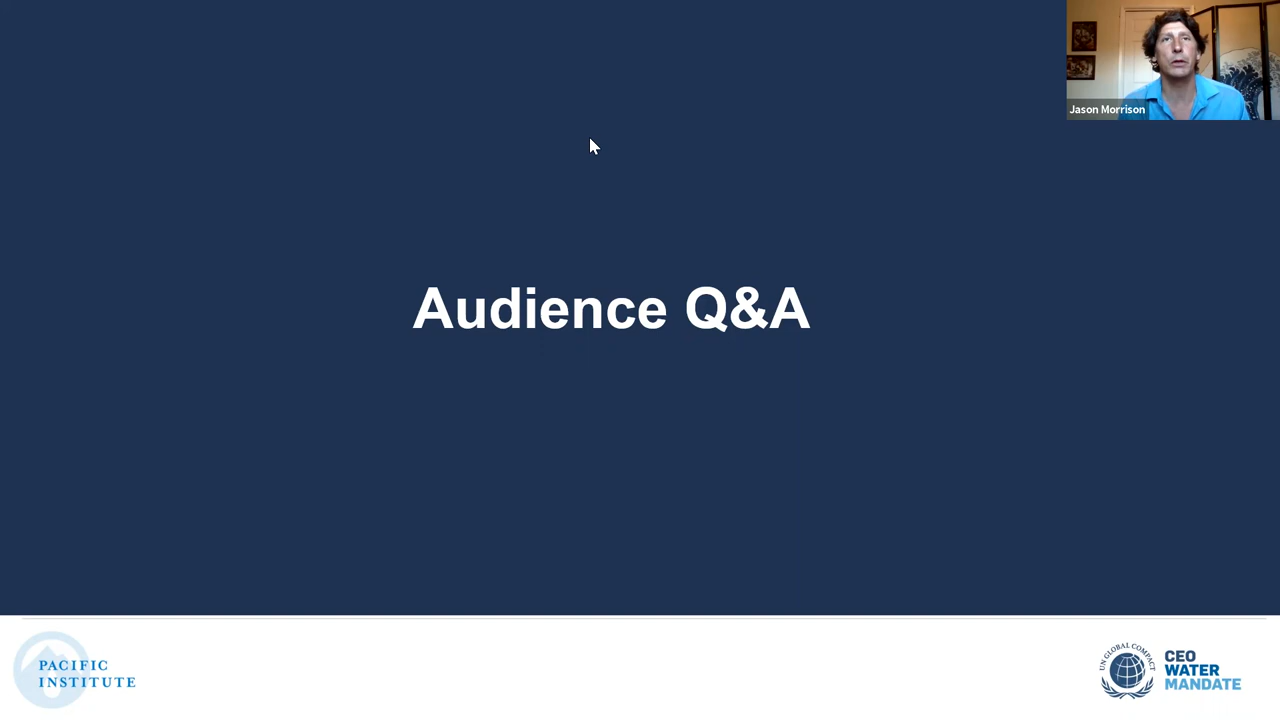 Jason Morrison
Audience Q&A
PACIFIC
INSTITUTE
UN GLOBAL COMPACT
CEO
WATER
MANDATE